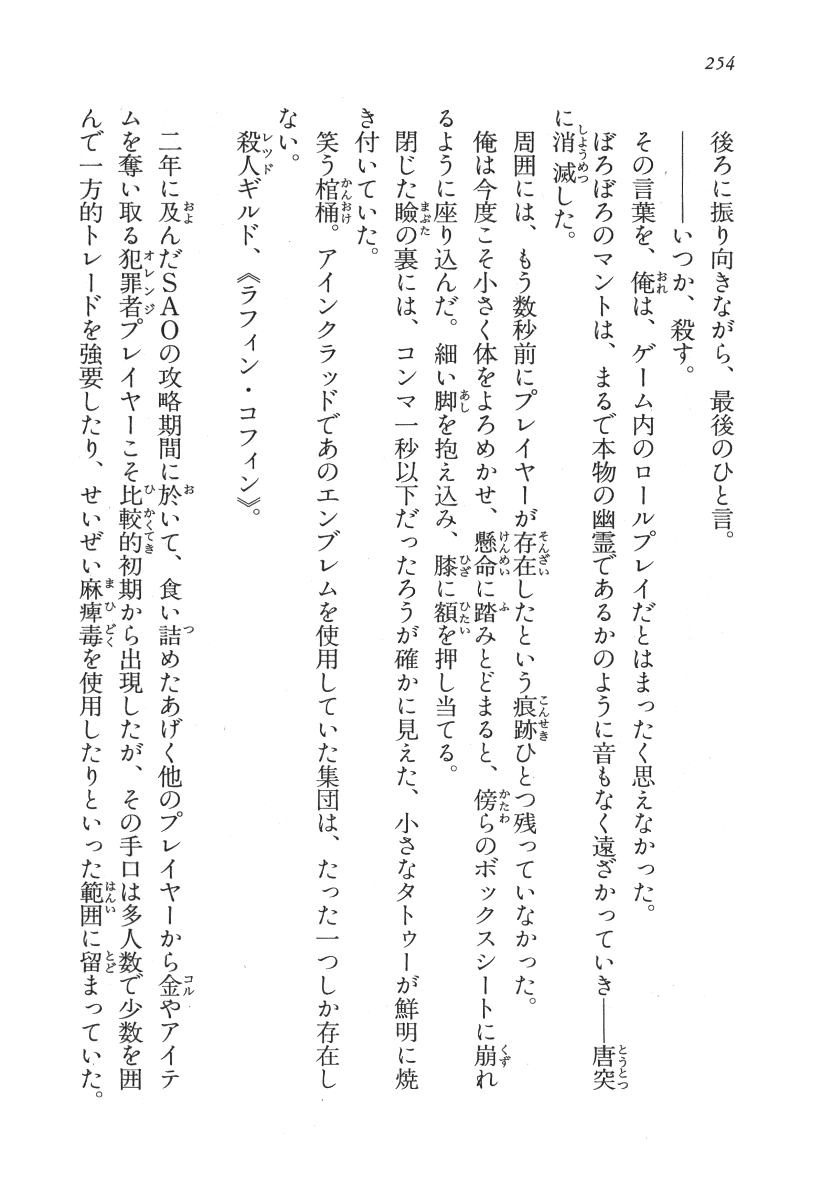 254
後ろに振り向きながら、最後のひと言。
――いつか、殺す。
その言葉を、俺は、ゲーム内のロールプレイだとはまったく思えなかった。
ぼろぼろのマントは、まるで本物の幽霊であるかのように音もなく遠ざかっていき――唐突
に消滅した。
周囲には、もう数秒前にプレイヤーが存在したという痕跡ひとつ残っていなかった。
俺は今度こそ小さく体をよろめかせ、懸命に踏みとどまると、傍らのボックスシートに崩れ
るように座り込んだ。細い脚を抱え込み、膝に額を押し当てる。
閉じた瞼の裏には、コンマ一秒以下だったろうが確かに見えた、小さなタトゥーが鮮明に焼
き付いていた。
笑う棺桶。アインクラッドであのエンブレムを使用していた集団は、たった一つしか存在し
ない。
殺人ギルド、《ラフィン・コフィン》。
二年に及んだＳＡＯの攻略期間に於いて、食い詰めたあげく他のプレイヤーから金やアイテ
ムを奪い取る犯罪者プレイヤーこそ比較的初期から出現したが、その手口は多人数で少数を囲
んで一方的トレードを強要したり、せいぜい麻痺毒を使用したりといった範囲に留まっていた。